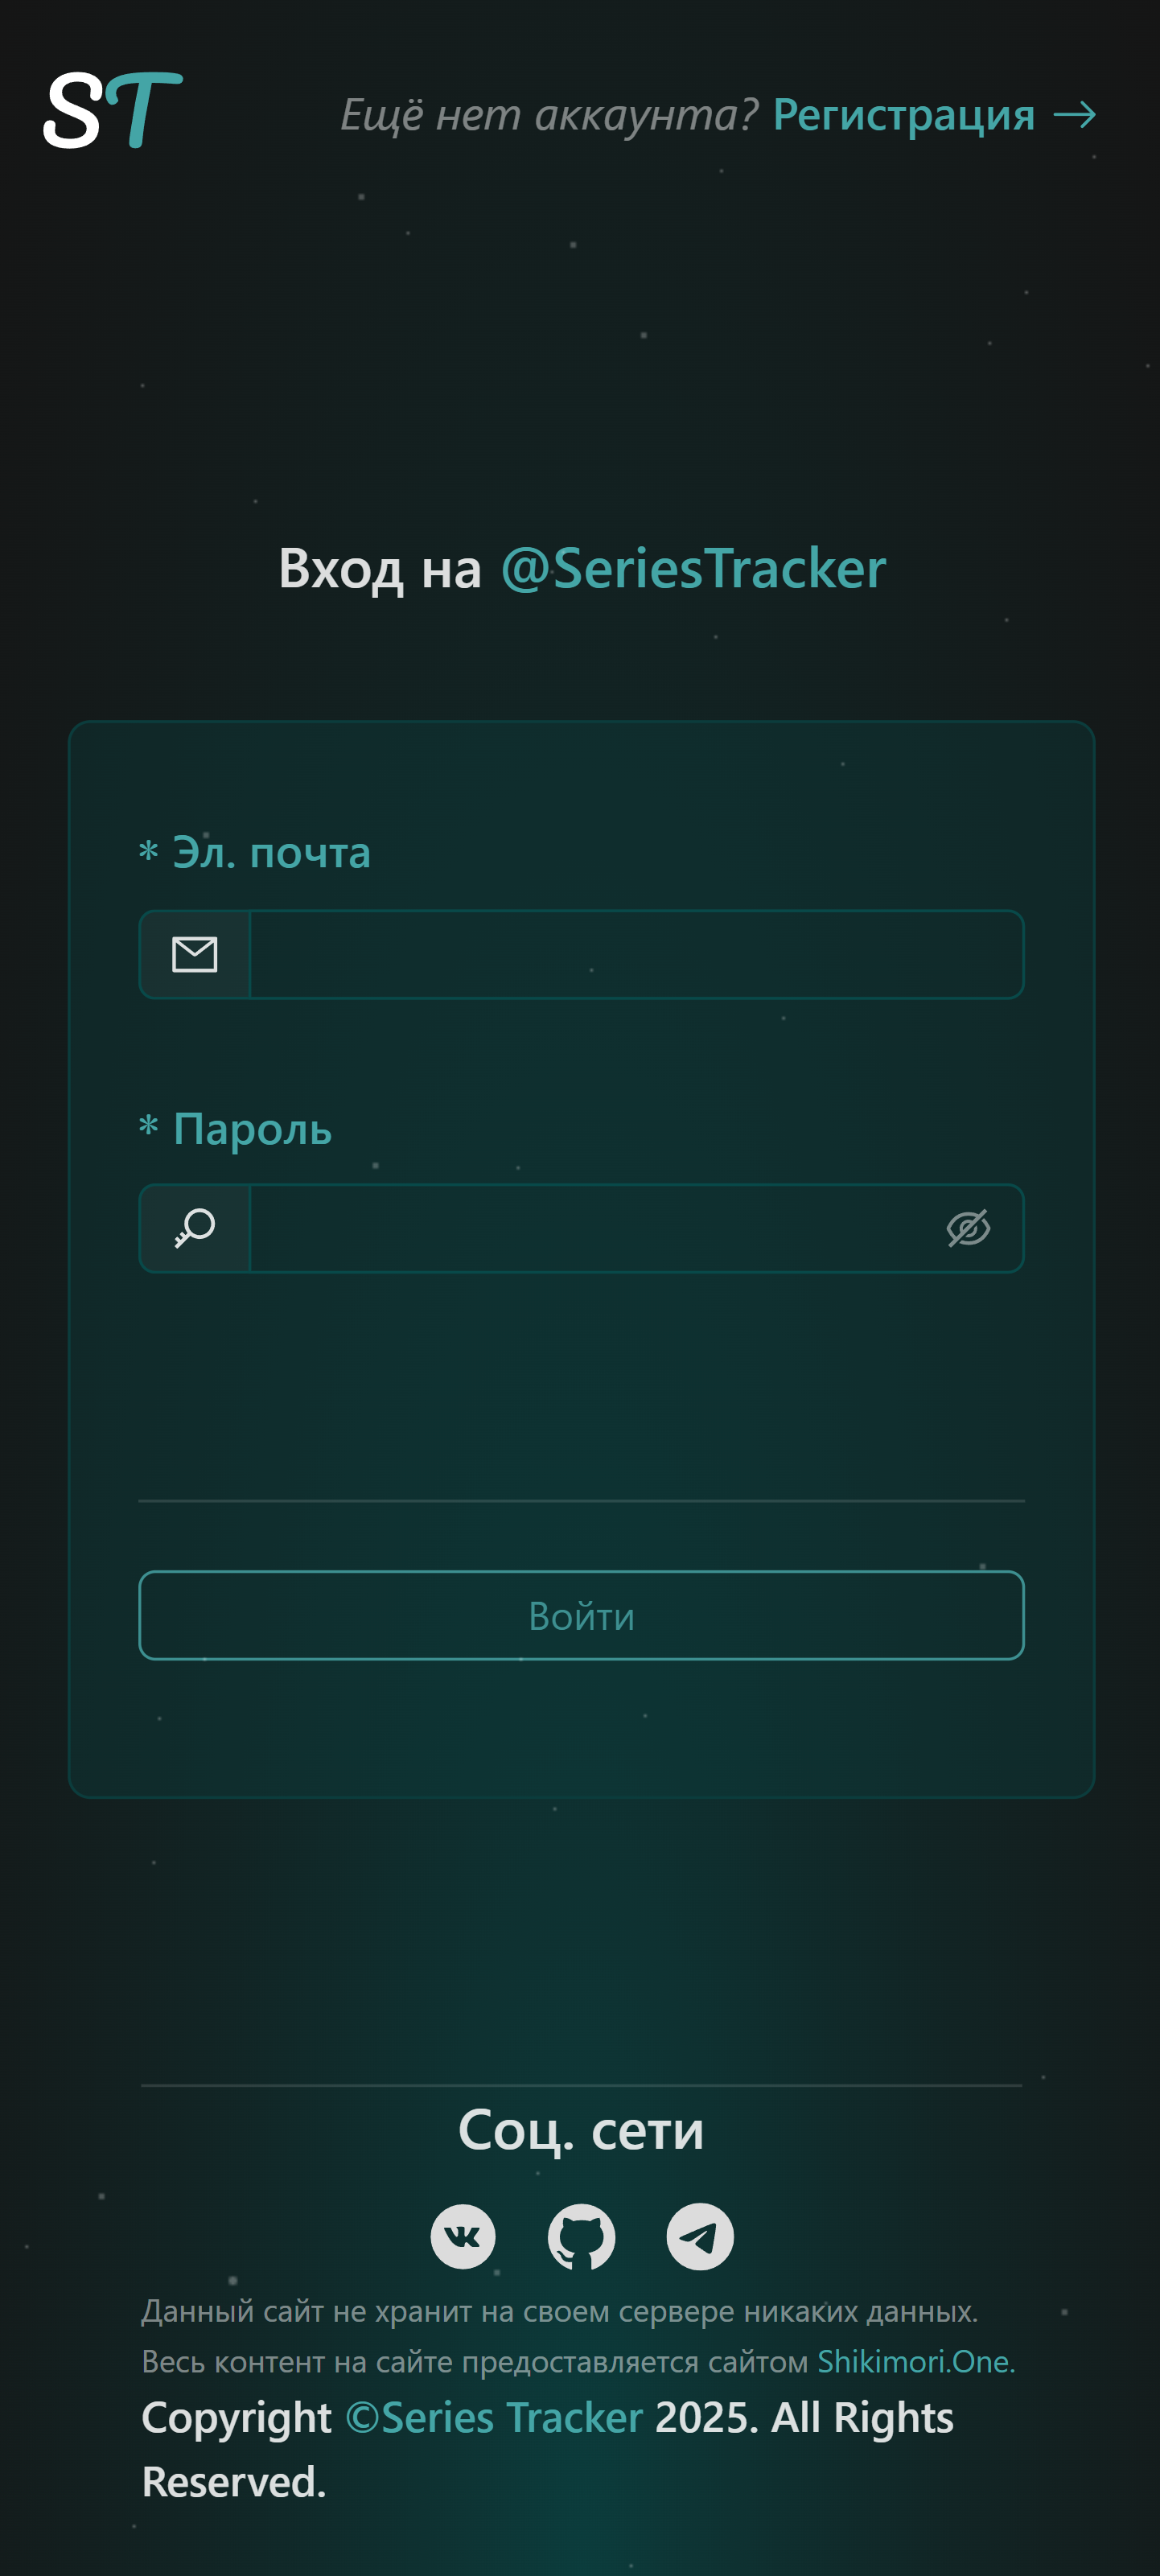 ST
Ещё нет аккаунта? Регистрация →
Вход на @SeriesTracker
* Эл. почта
* Пароль
Войти
Соц. сети
Данный сайт не хранит на своем сервере никаких данных.
Весь контент на сайте предоставляется сайтом Shikimori.One.
Copyright ©Series Tracker 2025. All Rights
Reserved.